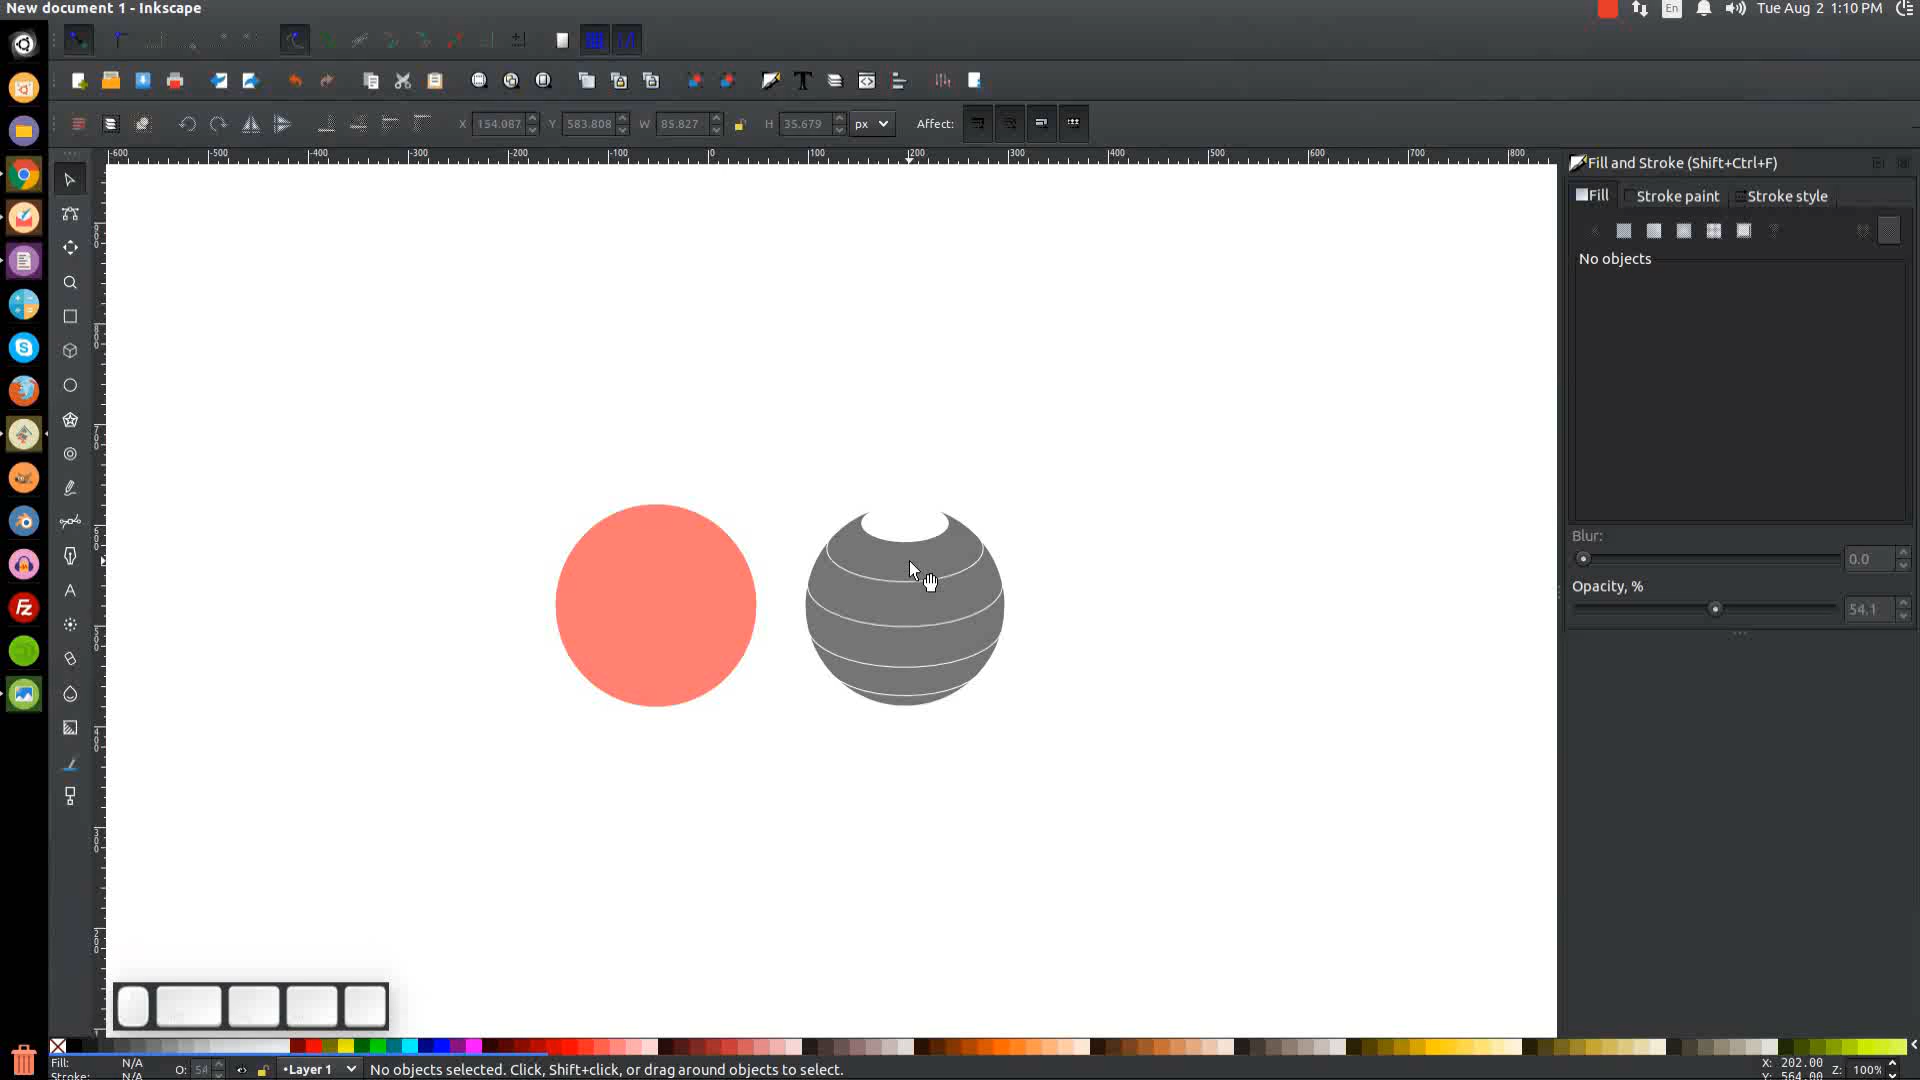 New document 1 - Inkscape
En
Tue Aug 2 1:10 PM
X 154.087 Y 583.808 W 85.827 H 35.679 px Affect:
-600 -500 -400 -300 -200 -100 0 100 200 300 400 500 600 700 800
Fill and Stroke (Shift+Ctrl+F)
Fill Stroke paint Stroke style
No objects
Blur:
0.0
Opacity, %
54.1
Fill: N/A O: 54 •Layer 1 No objects selected. Click, Shift+click, or drag around objects to select. X: 202.00 Z: 100%
Stroke: N/A Y: 564.00